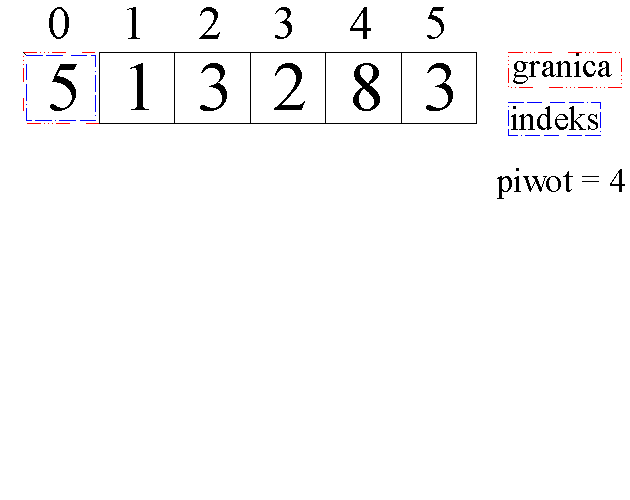 0 1 2 3 4 5
5 1 3 2 8 3
granica
indeks
piwot = 4